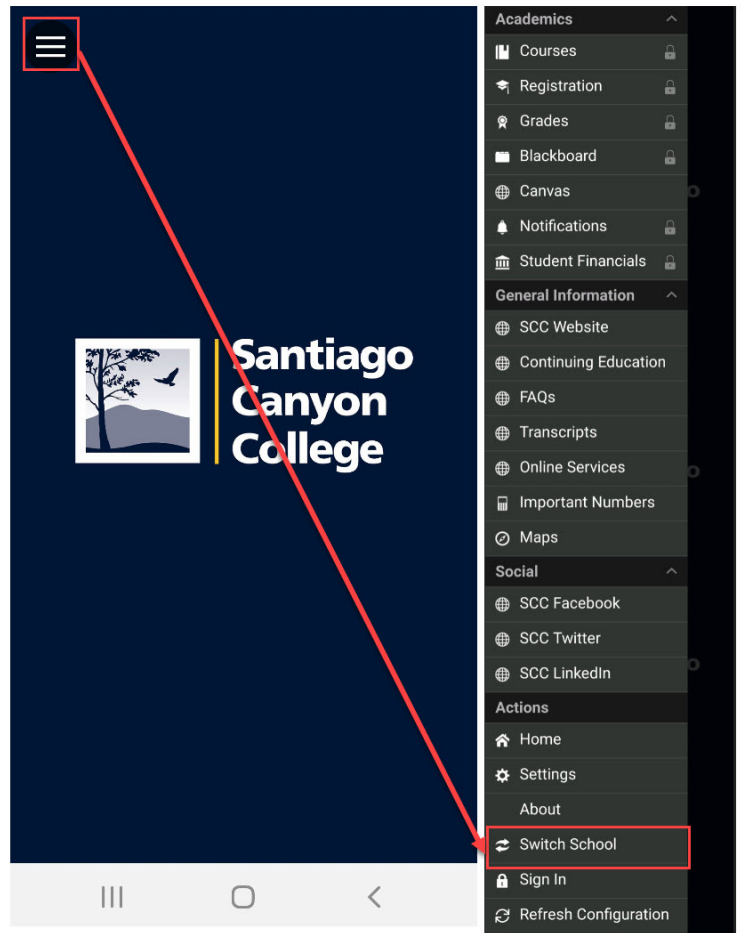 Santiago
Canyon
College
Academics
Courses
Registration
Grades
Blackboard
Canvas
Notifications
Student Financials
General Information
SCC Website
Continuing Education
FAQs
Transcripts
Online Services
Important Numbers
Maps
Social
SCC Facebook
SCC Twitter
SCC LinkedIn
Actions
Home
Settings
About
Switch School
Sign In
Refresh Configuration